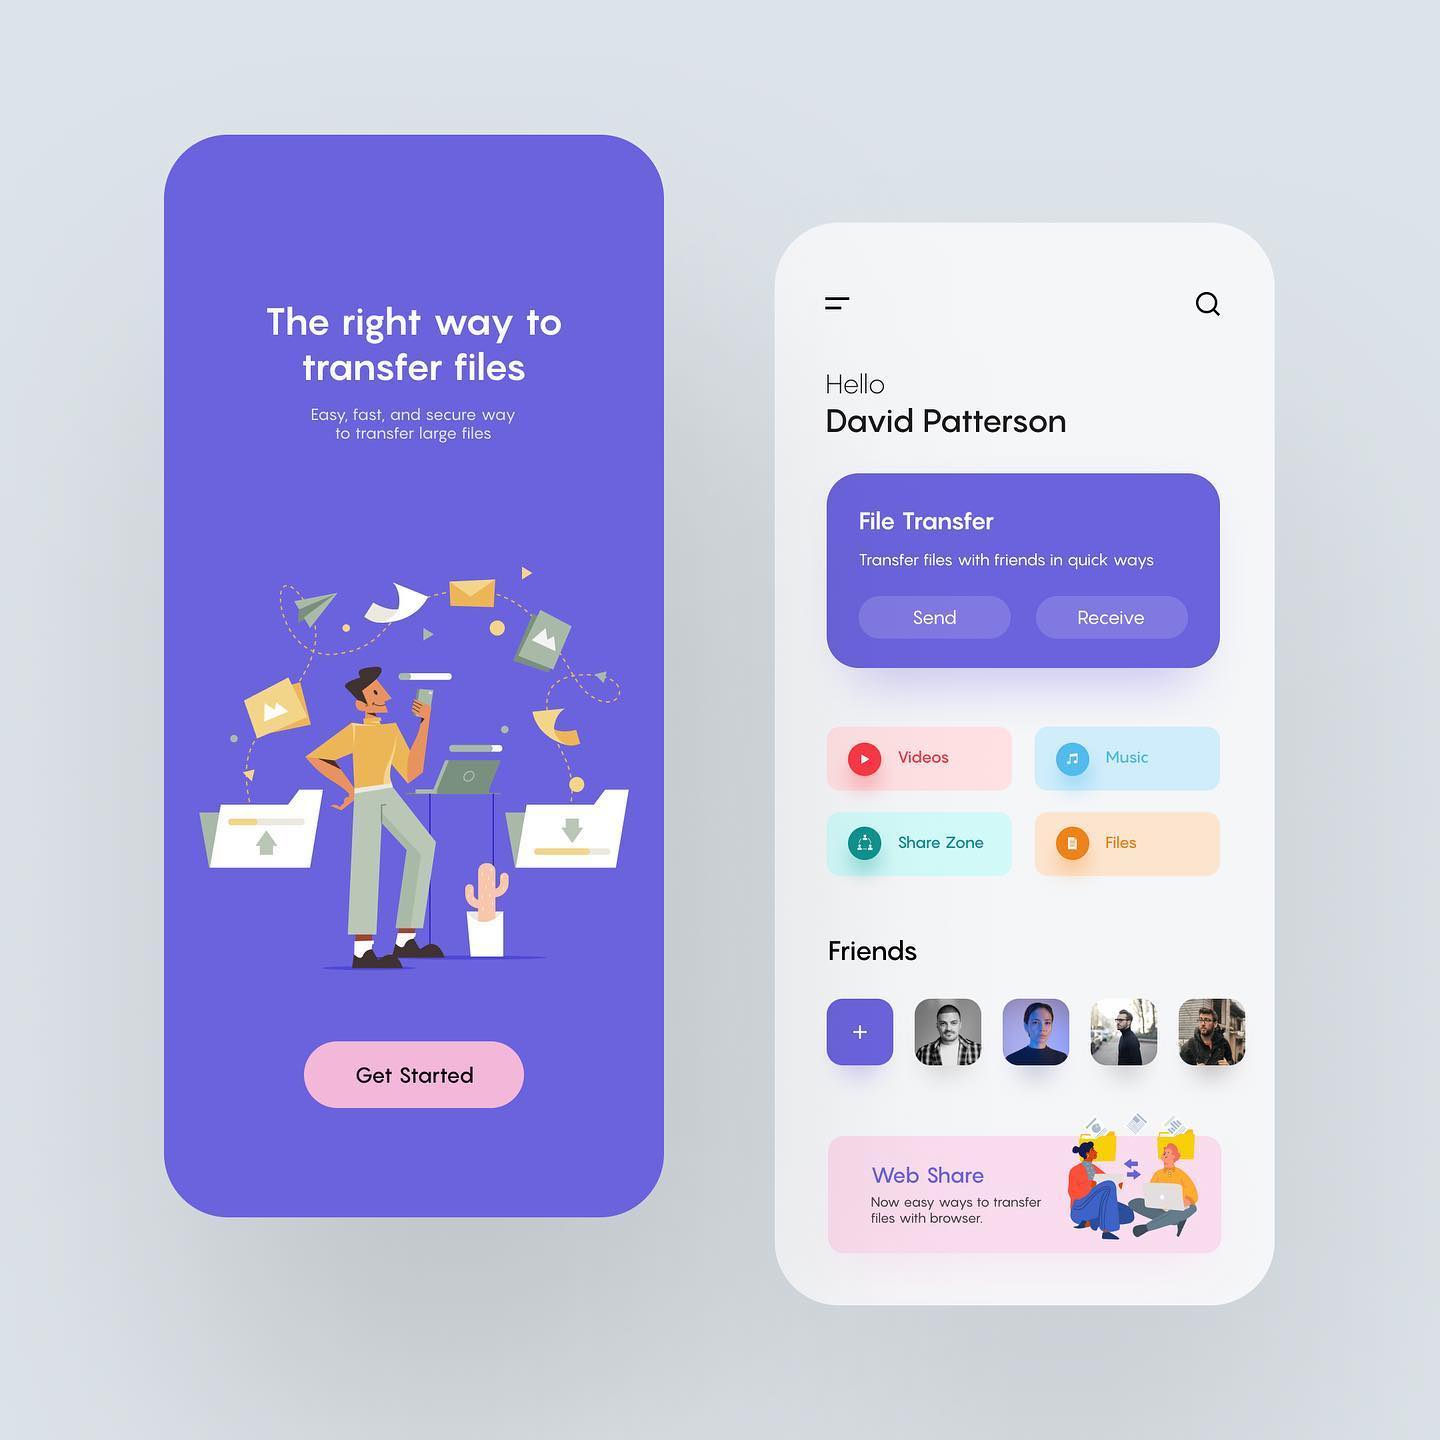 The right way to
transfer files
Easy, fast, and secure way
to transfer large files
Get Started
Hello
David Patterson
File Transfer
Transfer files with friends in quick ways
Send
Receive
Videos
Music
Share Zone
Files
Friends
Web Share
Now easy ways to transfer
files with browser.